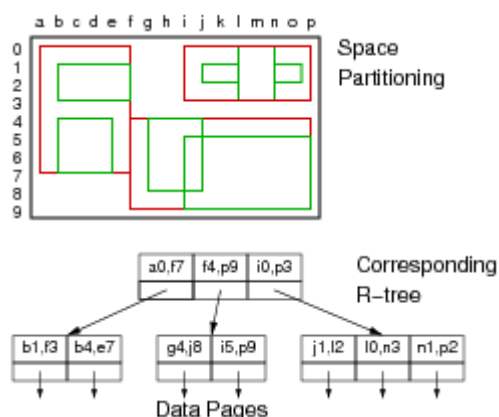 a b c d e f g h i j k l m n o p
0
1
2
3
4
5
6
7
8
9
Space
Partitioning
a0,f7 f4,p9 i0,p3
Corresponding
R-tree
b1,f3 b4,e7 g4,j8 i5,p9 j1,l2 l0,n3 n1,p2
Data Pages